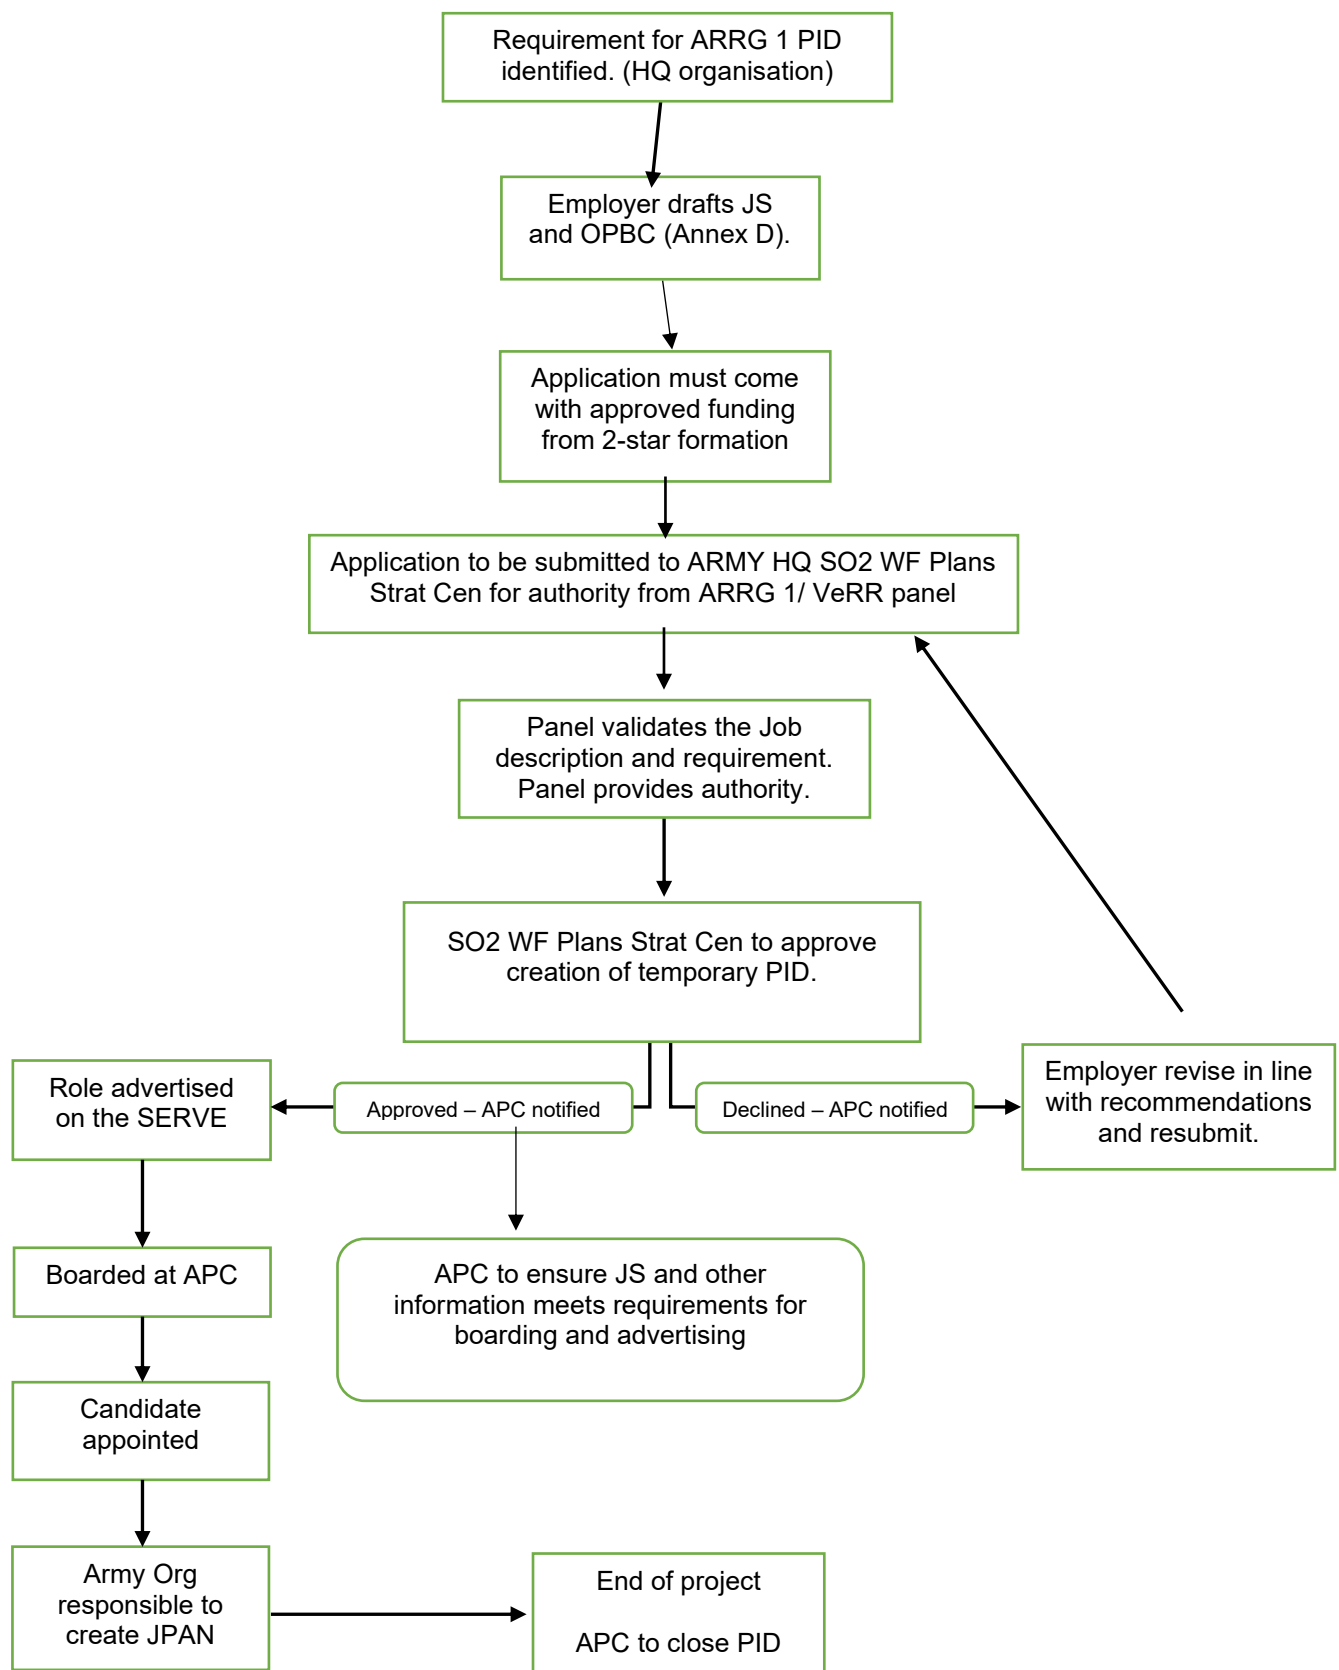 Requirement for ARRG 1 PID
identified. (HQ organisation)
Employer drafts JS
and OPBC (Annex D).
Application must come
with approved funding
from 2-star formation
Application to be submitted to ARMY HQ SO2 WF Plans
Strat Cen for authority from ARRG 1/ VeRR panel
Panel validates the Job
description and requirement.
Panel provides authority.
SO2 WF Plans Strat Cen to approve
creation of temporary PID.
Role advertised
on the SERVE
Approved – APC notified
Declined – APC notified
Employer revise in line
with recommendations
and resubmit.
Boarded at APC
APC to ensure JS and other
information meets requirements for
boarding and advertising
Candidate
appointed
Army Org
responsible to
create JPAN
End of project
APC to close PID